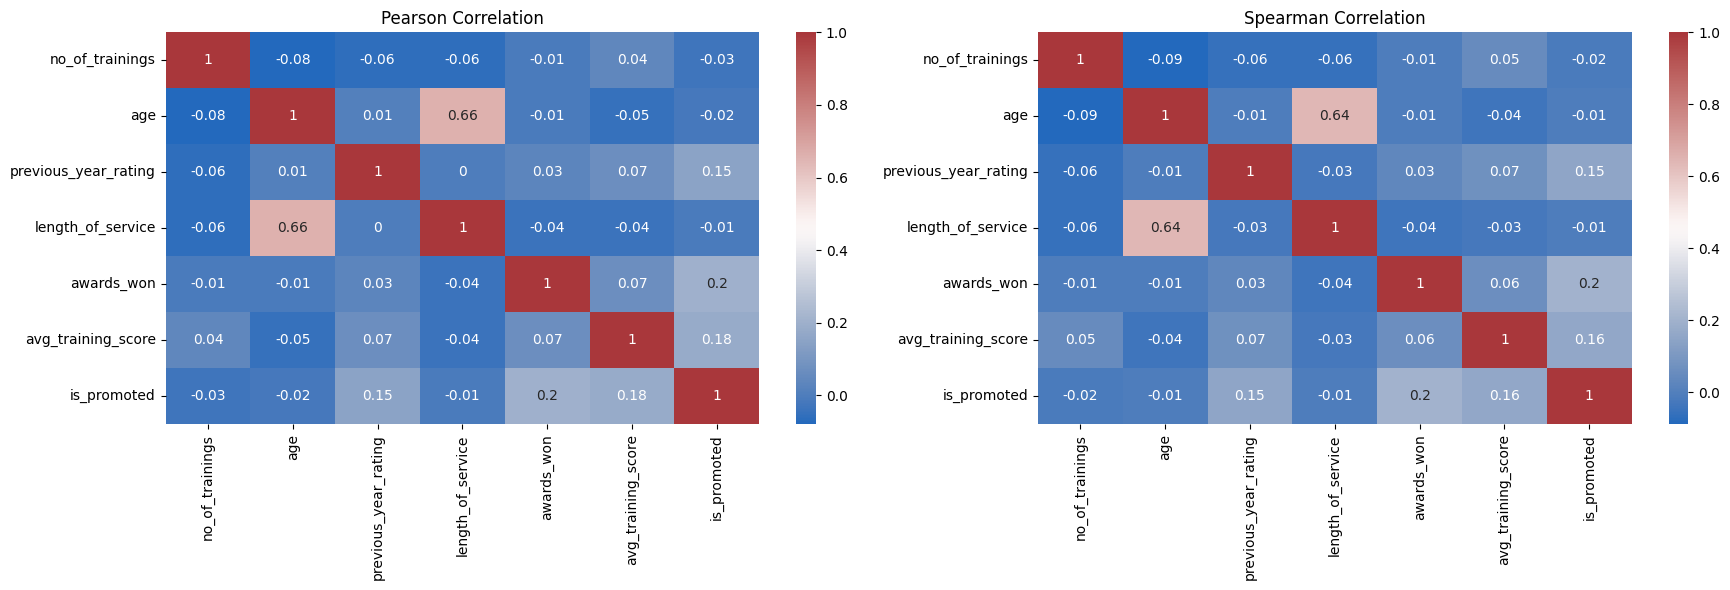 Pearson Correlation
no_of_trainings 1 -0.08 -0.06 -0.06 -0.01 0.04 -0.03
age -0.08 1 0.01 0.66 -0.01 -0.05 -0.02
previous_year_rating -0.06 0.01 1 0 0.03 0.07 0.15
length_of_service -0.06 0.66 0 1 -0.04 -0.04 -0.01
awards_won -0.01 -0.01 0.03 -0.04 1 0.07 0.2
avg_training_score 0.04 -0.05 0.07 -0.04 0.07 1 0.18
is_promoted -0.03 -0.02 0.15 -0.01 0.2 0.18 1
no_of_trainings
age
previous_year_rating
length_of_service
awards_won
avg_training_score
is_promoted
1.0
0.8
0.6
0.4
0.2
0.0
Spearman Correlation
no_of_trainings 1 -0.09 -0.06 -0.06 -0.01 0.05 -0.02
age -0.09 1 -0.01 0.64 -0.01 -0.04 -0.01
previous_year_rating -0.06 -0.01 1 -0.03 0.03 0.07 0.15
length_of_service -0.06 0.64 -0.03 1 -0.04 -0.03 -0.01
awards_won -0.01 -0.01 0.03 -0.04 1 0.06 0.2
avg_training_score 0.05 -0.04 0.07 -0.03 0.06 1 0.16
is_promoted -0.02 -0.01 0.15 -0.01 0.2 0.16 1
no_of_trainings
age
previous_year_rating
length_of_service
awards_won
avg_training_score
is_promoted
1.0
0.8
0.6
0.4
0.2
0.0